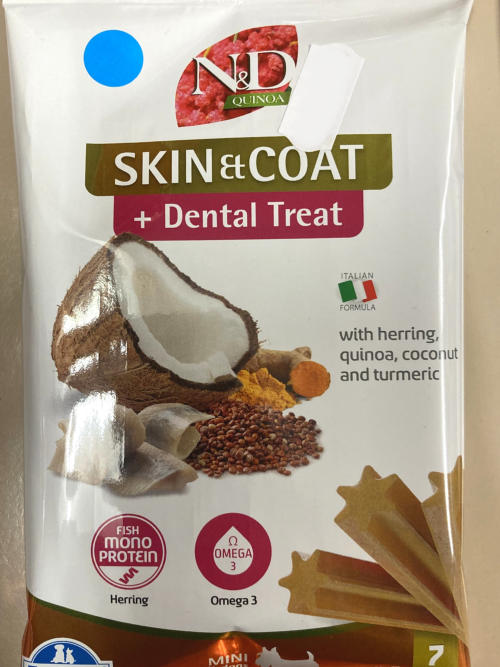 N&D
QUINOA
SKIN & COAT
+ Dental Treat
ITALIAN
FORMULA
with herring,
quinoa, coconut
and turmeric
FISH
MONO
PROTEIN
Herring
Ω
OMEGA
3
Omega 3
MINI
7